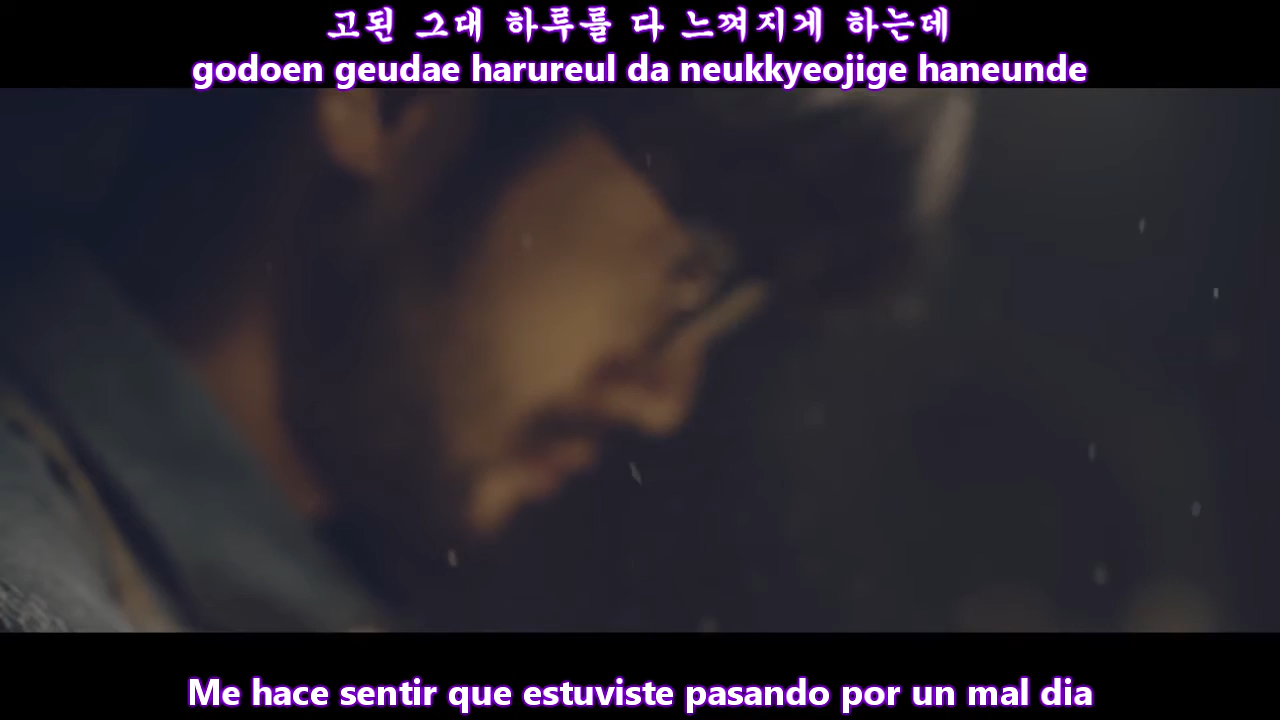 고된 그대 하루를 다 느껴지게 하는데
godoen geudae harureul da neukkyeojige haneunde
Me hace sentir que estuviste pasando por un mal dia